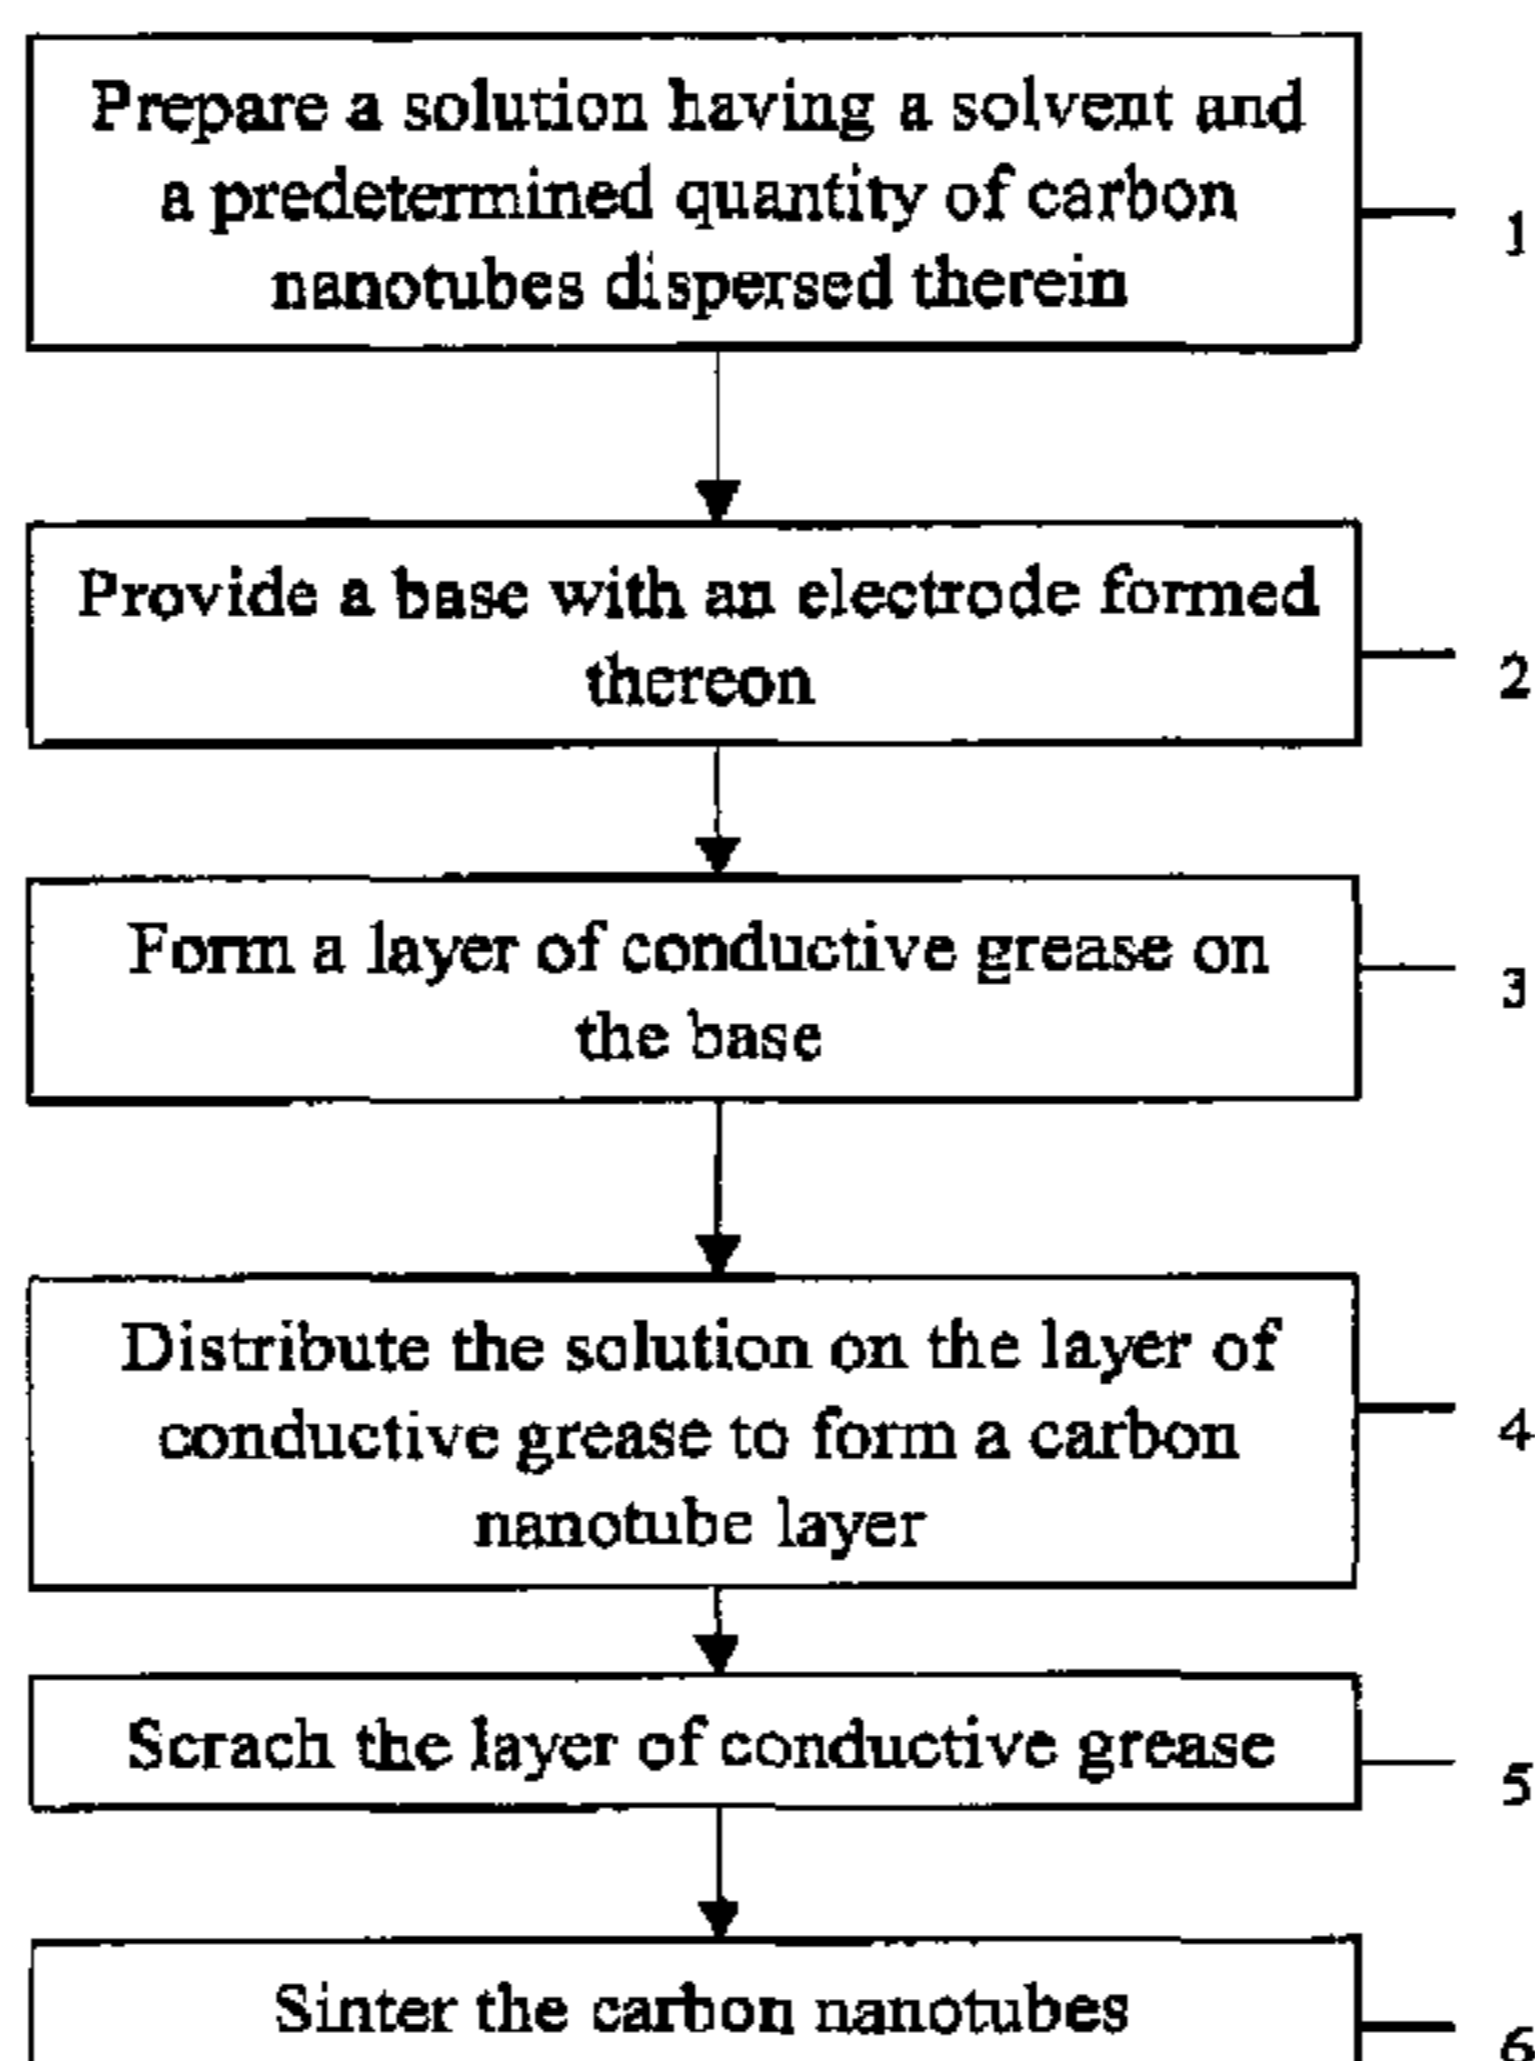 Prepare a solution having a solvent and
a predetermined quantity of carbon
nanotubes dispersed therein
1
Provide a base with an electrode formed
thereon
2
Form a layer of conductive grease on
the base
3
Distribute the solution on the layer of
conductive grease to form a carbon
nanotube layer
4
Scrach the layer of conductive grease
5
Sinter the carbon nanotubes
6